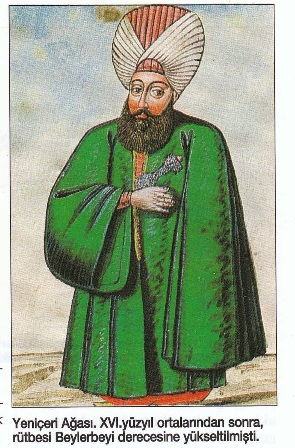 Yeniçeri Ağası. XVI.yüzyıl ortalarından sonra,
rütbesi Beylerbeyi derecesine yükseltilmişti.